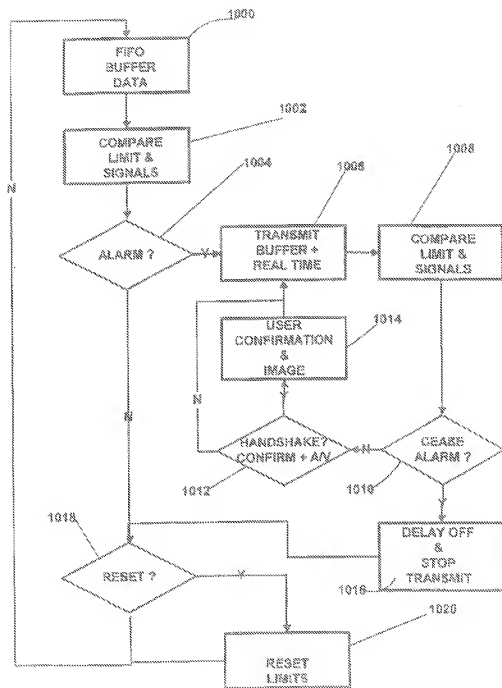 1000
FIFO
BUFFER
DATA
1002
COMPARE
LIMIT &
SIGNALS
1004
1006
1008
ALARM ?
Y
TRANSMIT
BUFFER +
REAL TIME
COMPARE
LIMIT &
SIGNALS
N
USER
CONFIRMATION
&
IMAGE
1014
N
Y
N
HANDSHAKE?
CONFIRM + A/V
N
CEASE
ALARM ?
1012
1010
Y
1018
DELAY OFF
&
STOP
TRANSMIT
1016
RESET ?
Y
1020
RESET
LIMITS